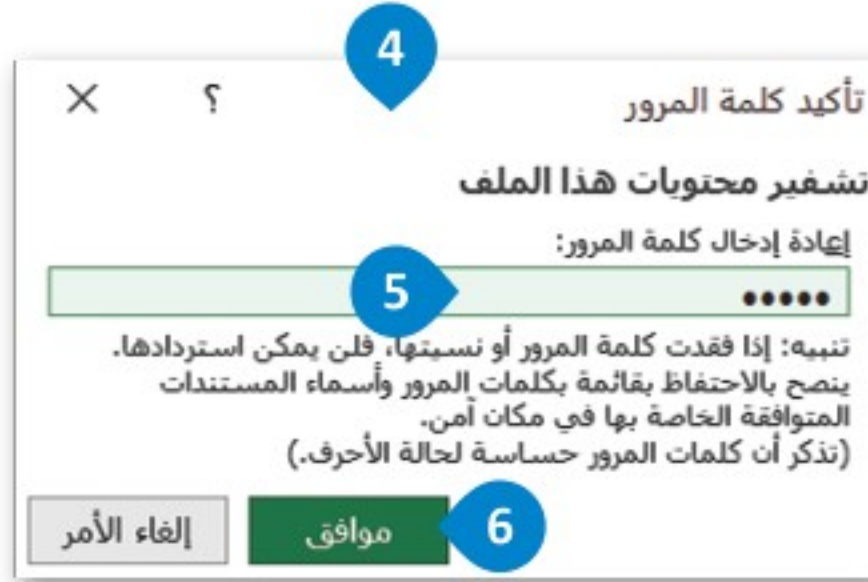 4
تأكيد كلمة المرور ؟ ×
تشفير محتويات هذا الملف
إعادة إدخال كلمة المرور:
●●●●● 5
تنبيه: إذا فقدت كلمة المرور أو نسيتها، فلن يمكن استردادها.
ينصح بالاحتفاظ بقائمة بكلمات المرور وأسماء المستندات
المتوافقة الخاصة بها في مكان آمن.
(تذكر أن كلمات المرور حساسة لحالة الأحرف.)
6 موافق إلغاء الأمر